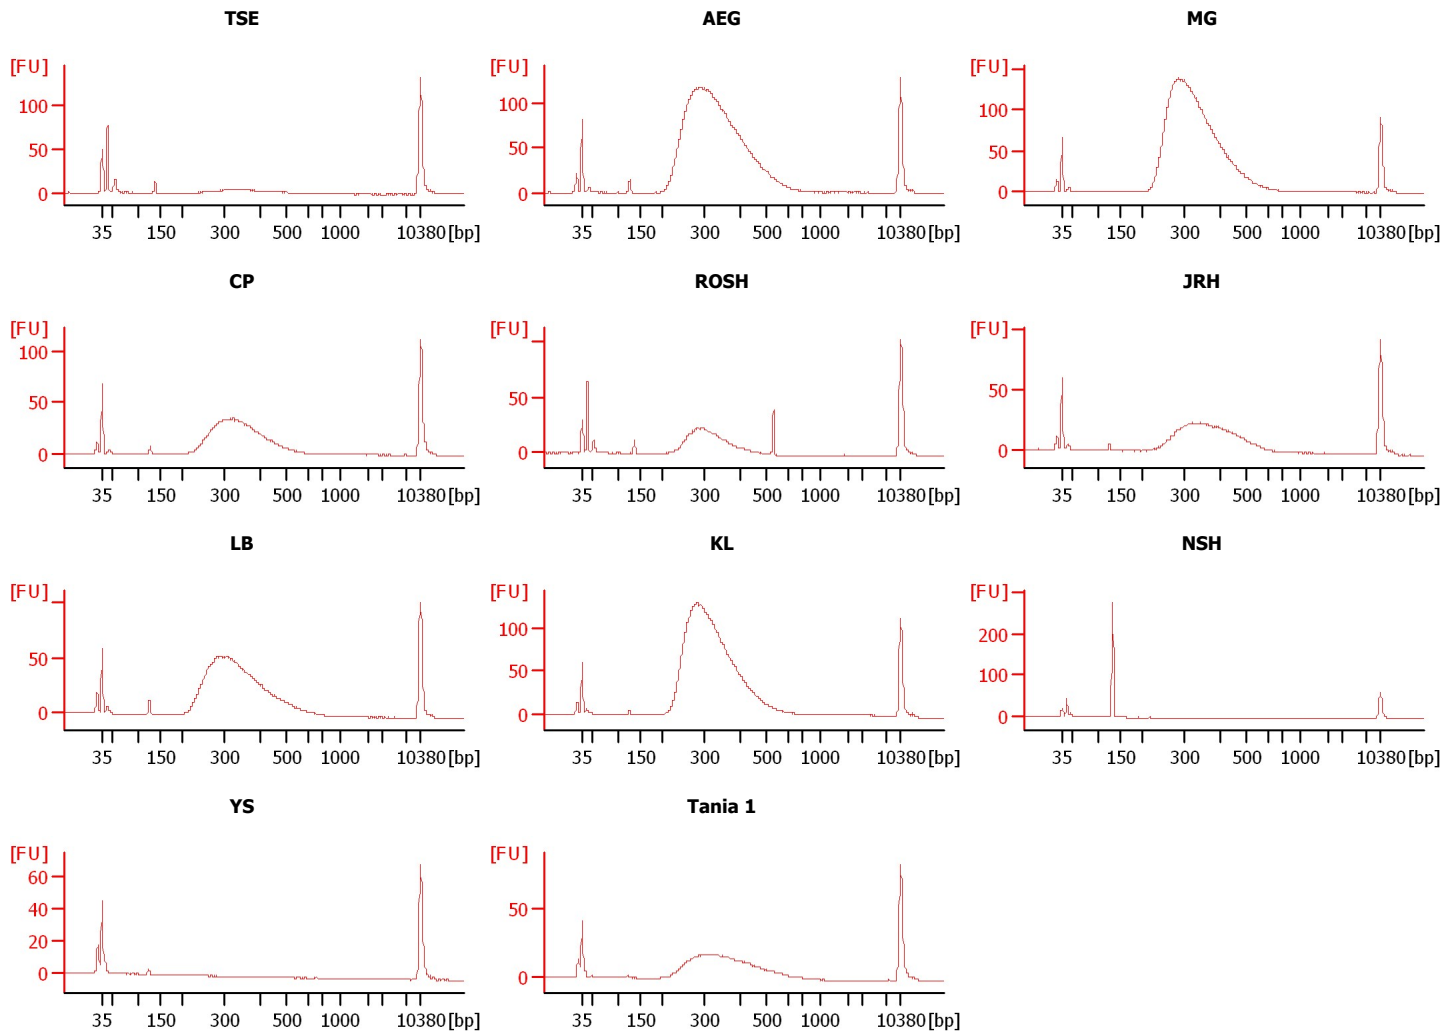 TSE AEG MG
[FU] [FU] [FU]
100 100 100
50 50 50
0 0 0
35 150 300 500 1000 10380 [bp] 35 150 300 500 1000 10380 [bp] 35 150 300 500 1000 10380 [bp]
CP ROSH JRH
[FU] [FU] [FU]
100
50 50 50
0 0 0
35 150 300 500 1000 10380 [bp] 35 150 300 500 1000 10380 [bp] 35 150 300 500 1000 10380 [bp]
LB KL NSH
[FU] [FU] [FU]
100 200
50 50 100
0 0 0
35 150 300 500 1000 10380 [bp] 35 150 300 500 1000 10380 [bp] 35 150 300 500 1000 10380 [bp]
YS Tania 1
[FU] [FU]
60
40 50
20
0 0
35 150 300 500 1000 10380 [bp] 35 150 300 500 1000 10380 [bp]